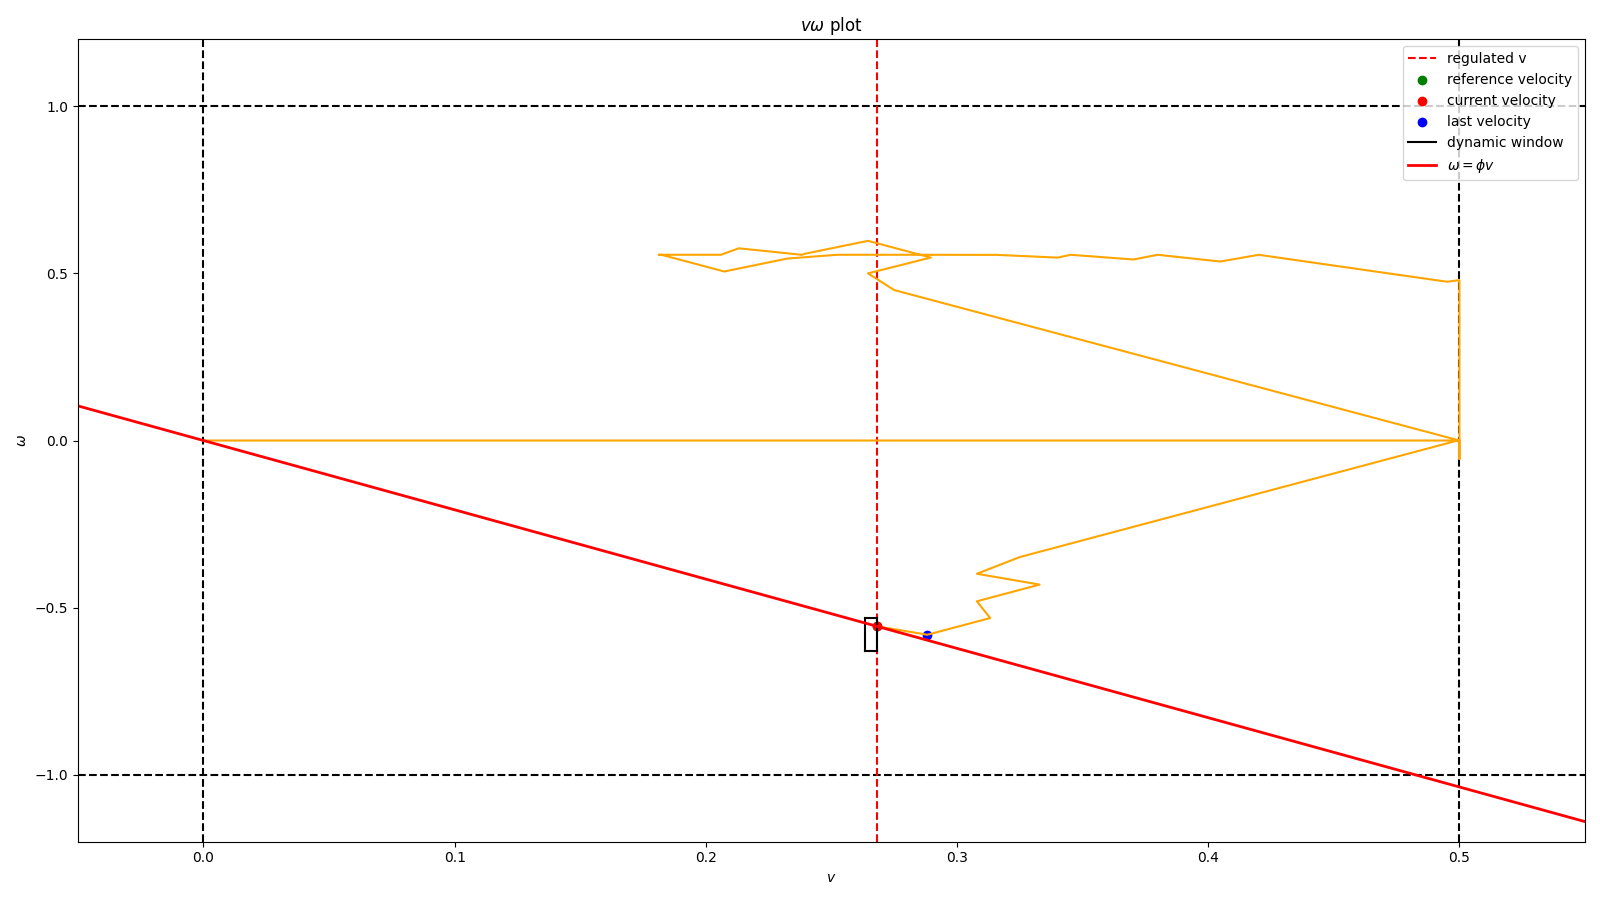 vω plot
regulated v
reference velocity
current velocity
last velocity
dynamic window
ω = ϕv
1.0
0.5
0.0
−0.5
−1.0
ω
0.0 0.1 0.2 0.3 0.4 0.5
v